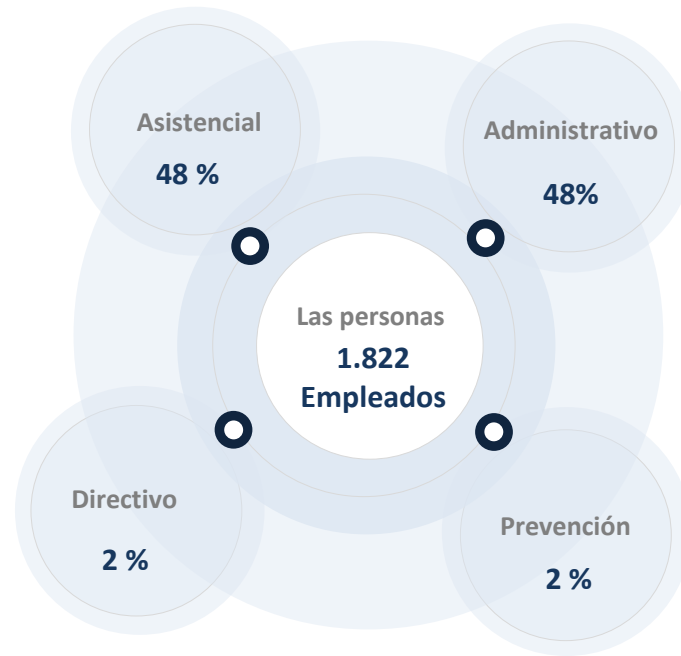 Asistencial
48 %
Administrativo
48%
Las personas
1.822
Empleados
Directivo
2 %
Prevención
2 %